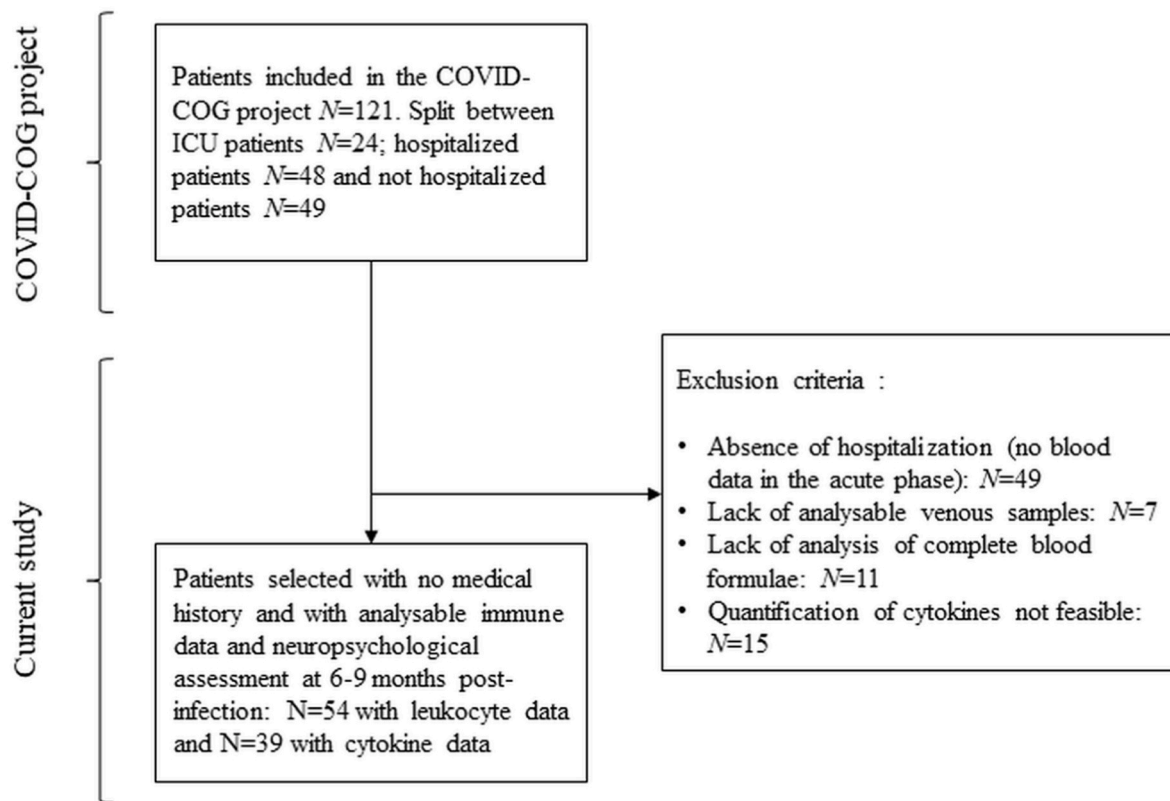 COVID-COG project
Patients included in the COVID-
COG project N=121. Split between
ICU patients N=24; hospitalized
patients N=48 and not hospitalized
patients N=49
Current study
Exclusion criteria :
• Absence of hospitalization (no blood
data in the acute phase): N=49
• Lack of analysable venous samples: N=7
• Lack of analysis of complete blood
formulae: N=11
• Quantification of cytokines not feasible:
N=15
Patients selected with no medical
history and with analysable immune
data and neuropsychological
assessment at 6-9 months post-
infection: N=54 with leukocyte data
and N=39 with cytokine data